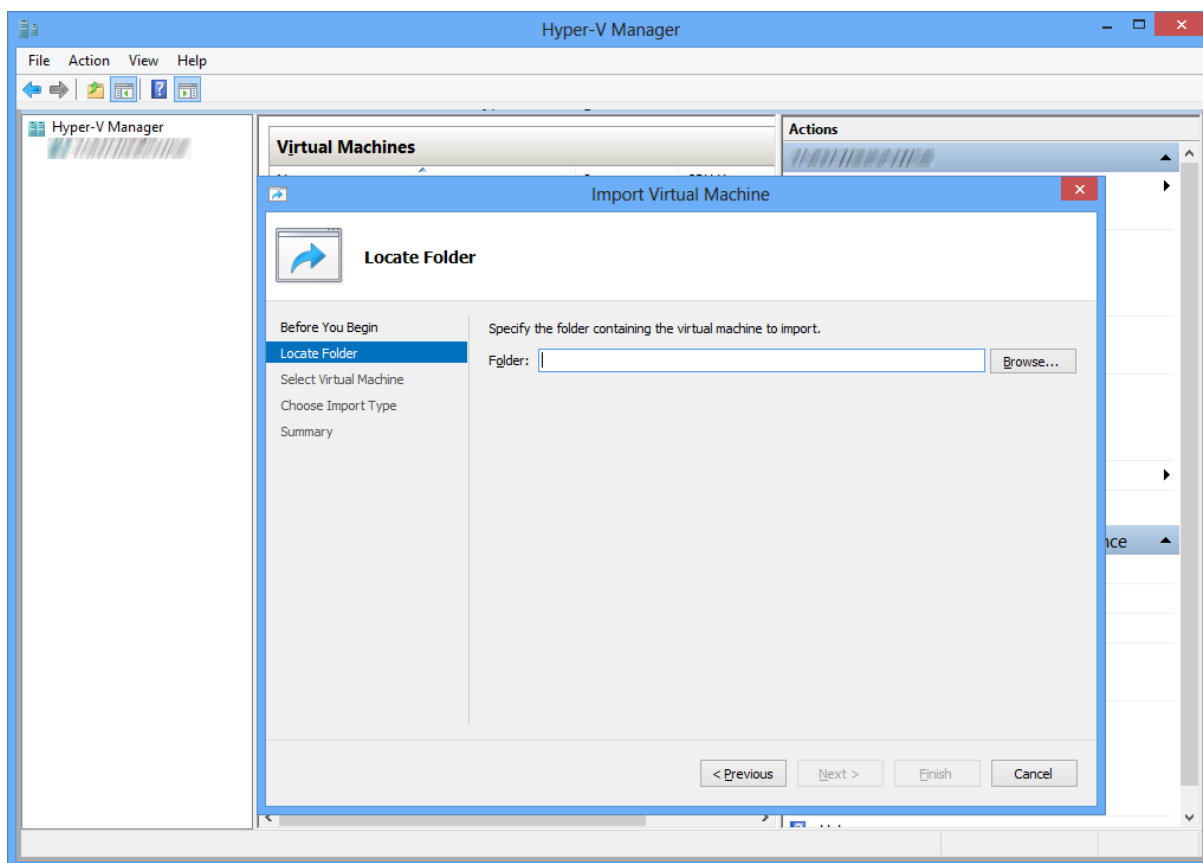 Hyper-V Manager
File Action View Help
Hyper-V Manager
Virtual Machines
Actions
Import Virtual Machine
Locate Folder
Before You Begin
Locate Folder
Select Virtual Machine
Choose Import Type
Summary
Specify the folder containing the virtual machine to import.
Folder:
Browse...
< Previous
Next >
Finish
Cancel